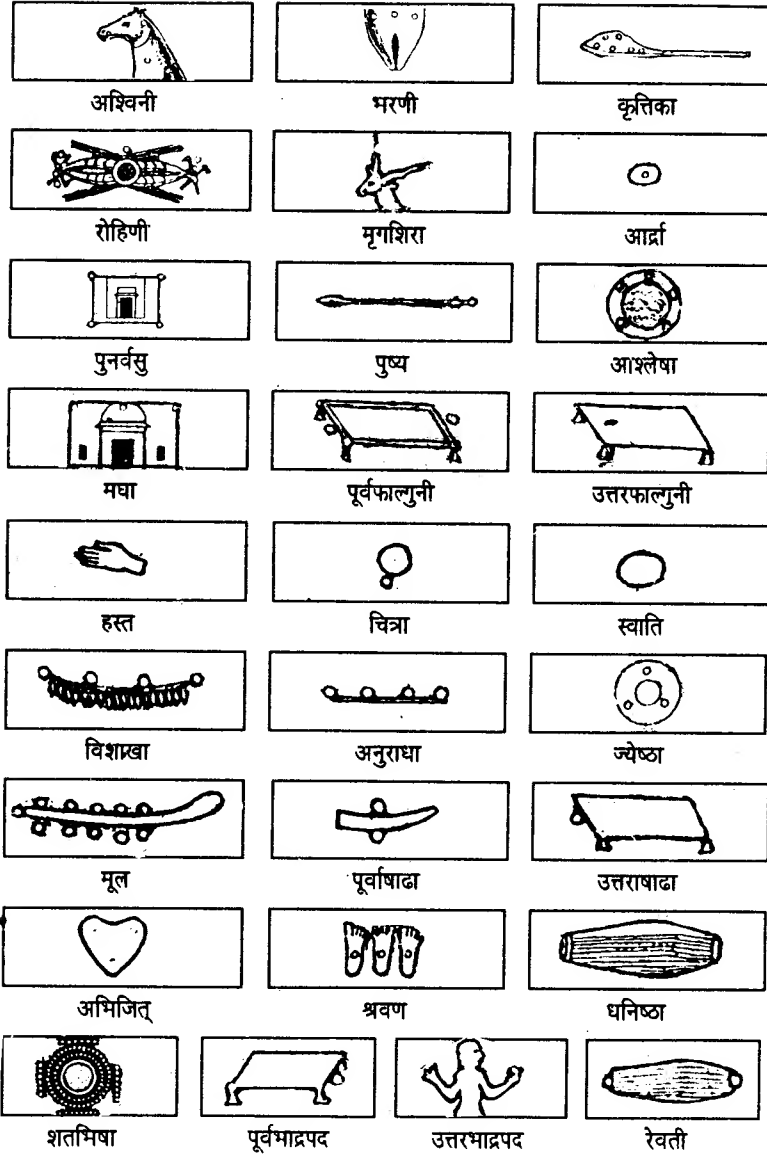 अश्विनी भरणी कृत्तिका
रोहिणी मृगशिरा आर्द्रा
पुनर्वसु पुष्य आश्लेषा
मघा पूर्वफाल्गुनी उत्तरफाल्गुनी
हस्त चित्रा स्वाति
विशाखा अनुराधा ज्येष्ठा
मूल पूर्वाषाढा उत्तराषाढा
अभिजित् श्रवण धनिष्ठा
शतभिषा पूर्वभाद्रपद उत्तरभाद्रपद रेवती